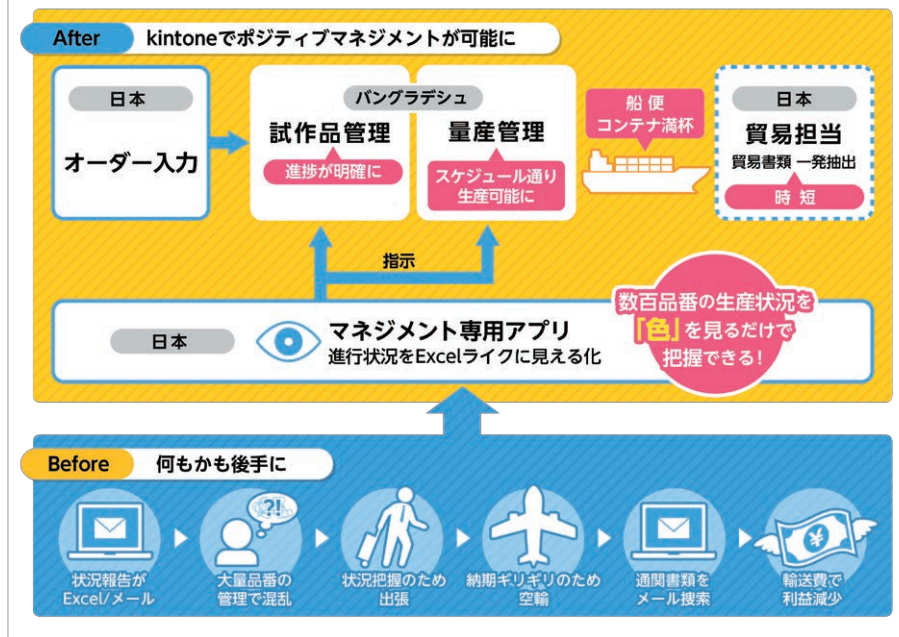 After
kintoneでポジティブマネジメントが可能に
日本
オーダー入力
バングラデシュ
試作品管理
進捗が明確に
量産管理
スケジュール通り
生産可能に
船便
コンテナ満杯
日本
貿易担当
貿易書類 一発抽出
時短
指示
日本
マネジメント専用アプリ
進行状況をExcelライクに見える化
数百品番の生産状況を
「色」を見るだけで
把握できる!
Before
何もかも後手に
状況報告が
Excel/メール
?!
大量品番の
管理で混乱
状況把握のため
出張
納期ギリギリのため
空輸
通関書類を
メール捜索
¥
輸送費で
利益減少